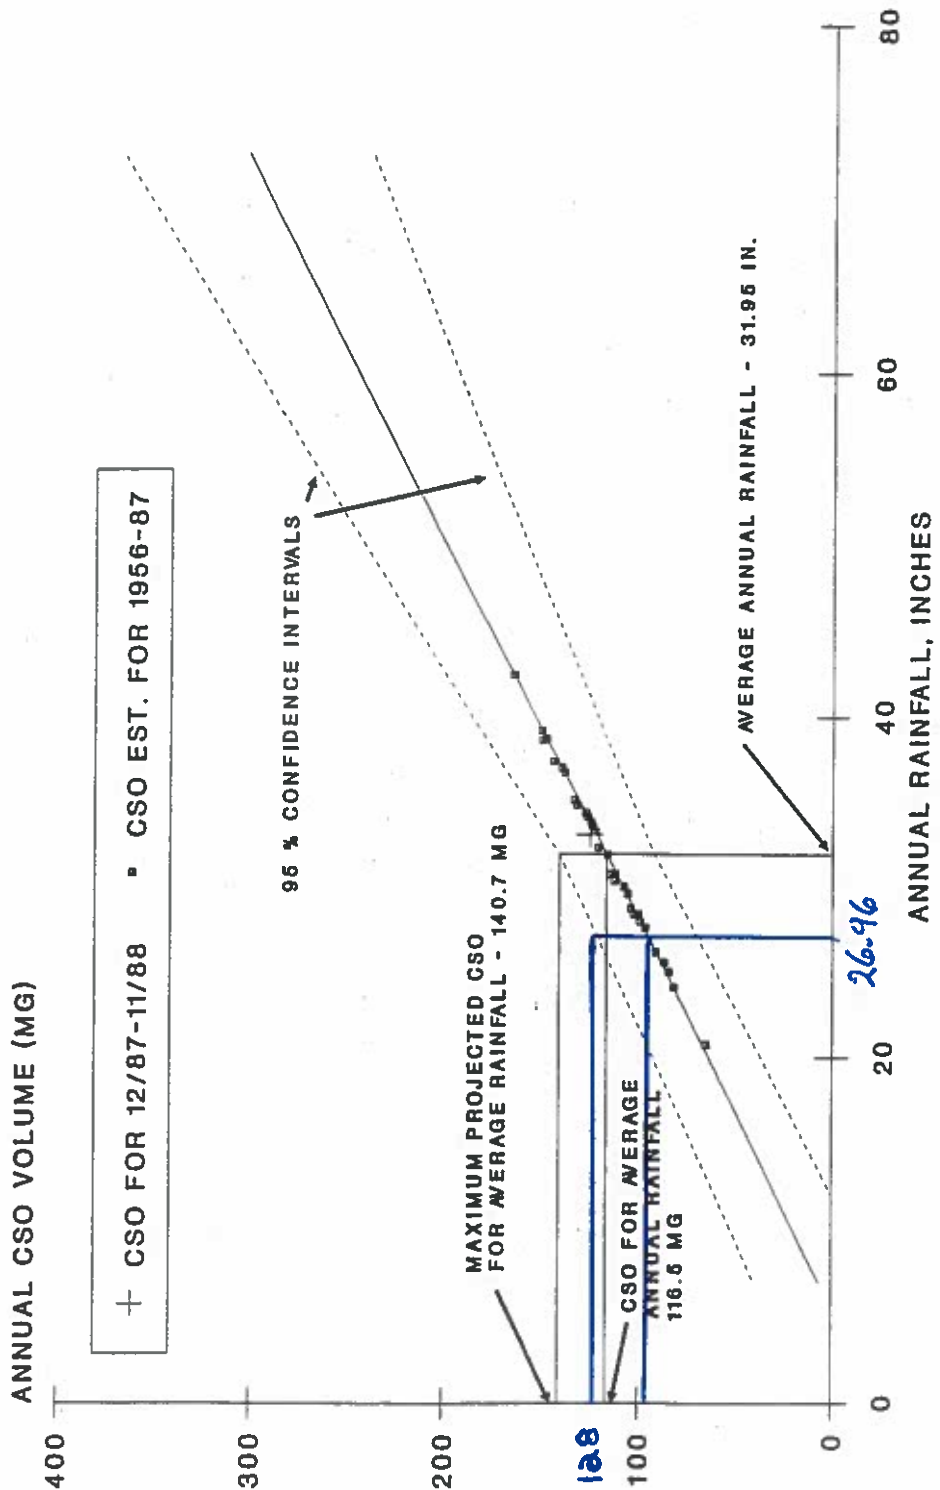 ANNUAL CSO VOLUME (MG)
400
300
200
100
0
128
+ CSO FOR 12/87-11/88 ▪ CSO EST. FOR 1956-87
95 % CONFIDENCE INTERVALS
MAXIMUM PROJECTED CSO
FOR AVERAGE RAINFALL - 140.7 MG
CSO FOR AVERAGE
ANNUAL RAINFALL
116.5 MG
AVERAGE ANNUAL RAINFALL - 31.95 IN.
0
20
26.96
40
60
80
ANNUAL RAINFALL, INCHES